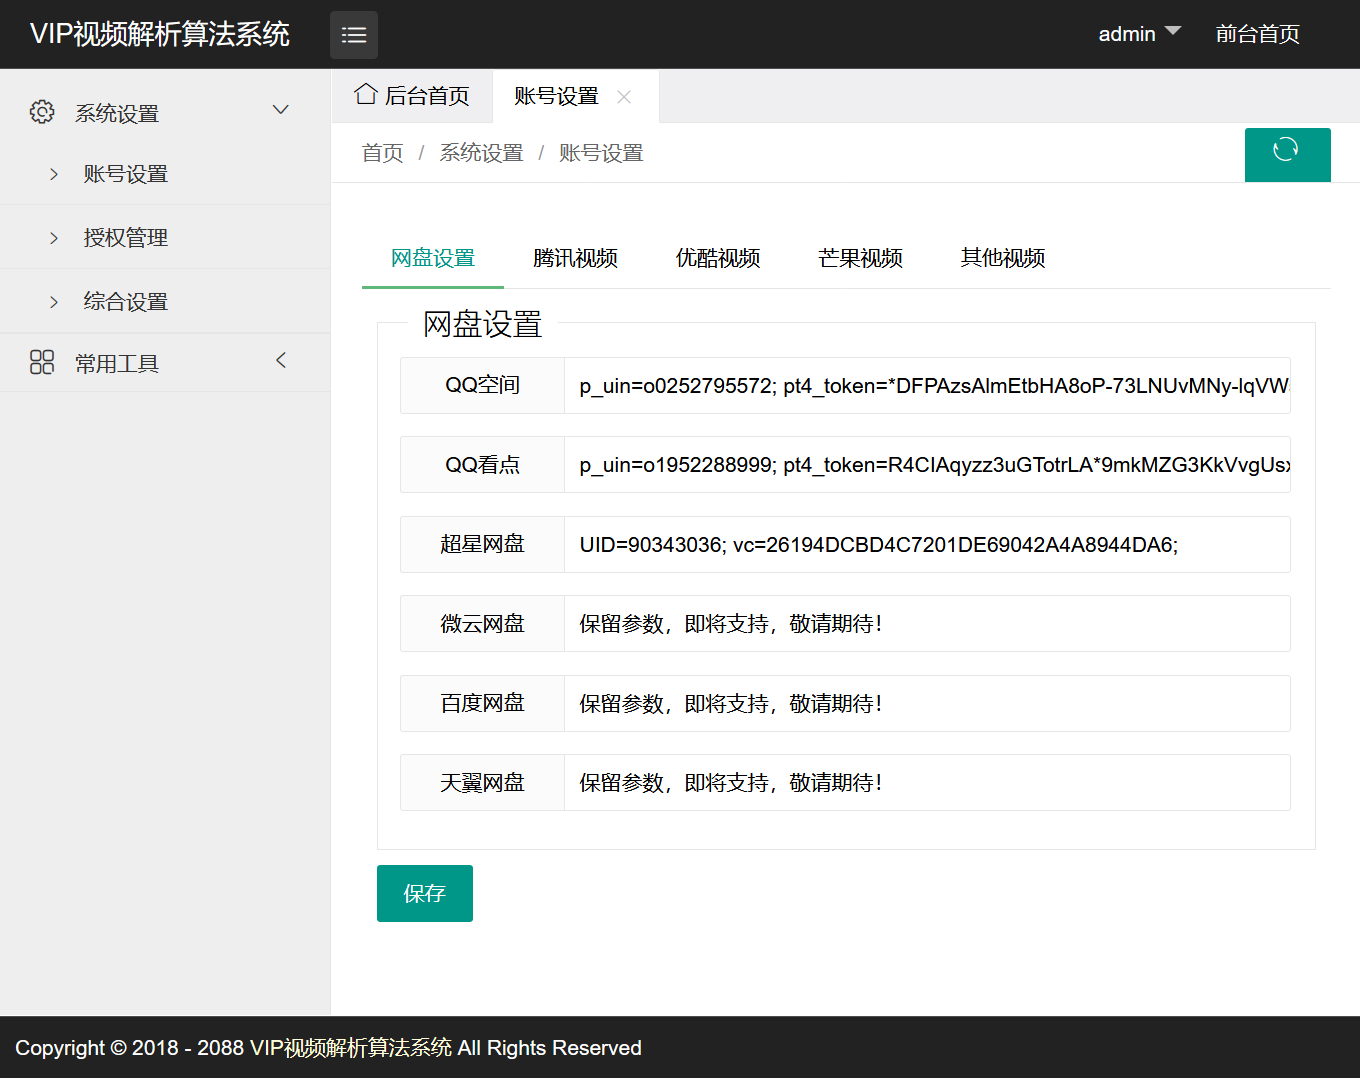 VIP视频解析算法系统
admin 前台首页
系统设置
账号设置
授权管理
综合设置
常用工具
后台首页 账号设置
首页 / 系统设置 / 账号设置
网盘设置 腾讯视频 优酷视频 芒果视频 其他视频
网盘设置
QQ空间 p_uin=o0252795572; pt4_token=*DFPAzsAlmEtbHA8oP-73LNUvMNy-lqVW
QQ看点 p_uin=o1952288999; pt4_token=R4CIAqyzz3uGTotrLA*9mkMZG3KkVvgUs
超星网盘 UID=90343036; vc=26194DCBD4C7201DE69042A4A8944DA6;
微云网盘 保留参数，即将支持，敬请期待！
百度网盘 保留参数，即将支持，敬请期待！
天翼网盘 保留参数，即将支持，敬请期待！
保存
Copyright © 2018 - 2088 VIP视频解析算法系统 All Rights Reserved